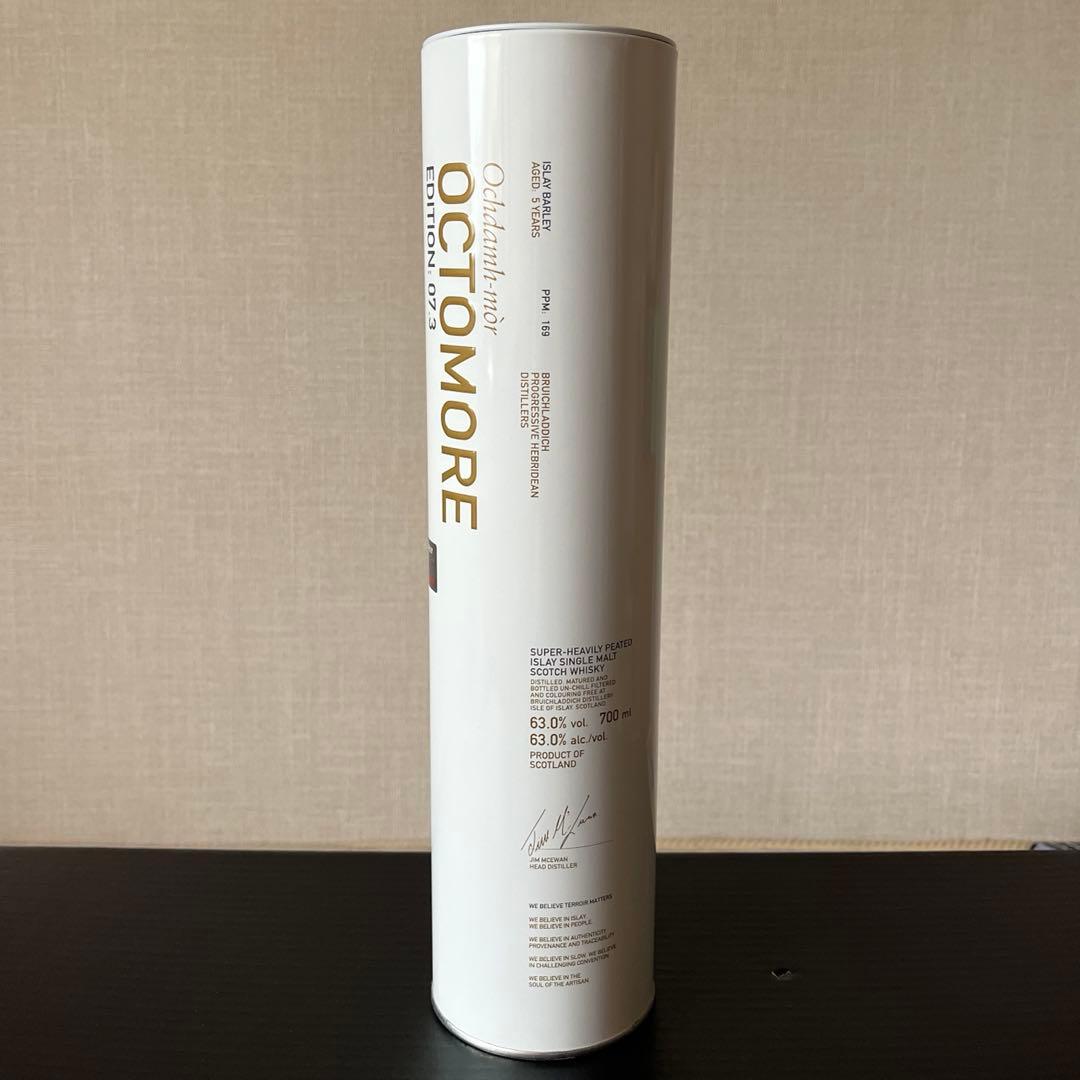 Ochdamh-mòr
OCTOMORE
EDITION: 07.3
ISLAY BARLEY
AGED: 5 YEARS
PPM: 169
BRUICHLADDICH
PROGRESSIVE HEBRIDEAN
DISTILLERS
SUPER-HEAVILY PEATED
ISLAY SINGLE MALT
SCOTCH WHISKY
DISTILLED, MATURED AND
BOTTLED UN-CHILL FILTERED
AND COLOURING FREE AT
BRUICHLADDICH DISTILLERY
ISLE OF ISLAY, SCOTLAND
63.0% vol. 700 ml
63.0% alc./vol.
PRODUCT OF
SCOTLAND
Jim McEwan
JIM MCEWAN
HEAD DISTILLER
WE BELIEVE TERROIR MATTERS
WE BELIEVE IN ISLAY.
WE BELIEVE IN PEOPLE.
WE BELIEVE IN AUTHENTICITY
PROVENANCE AND TRACEABILITY
WE BELIEVE IN SLOW. WE BELIEVE
IN CHALLENGING CONVENTION
WE BELIEVE IN THE
SOUL OF THE ARTISAN